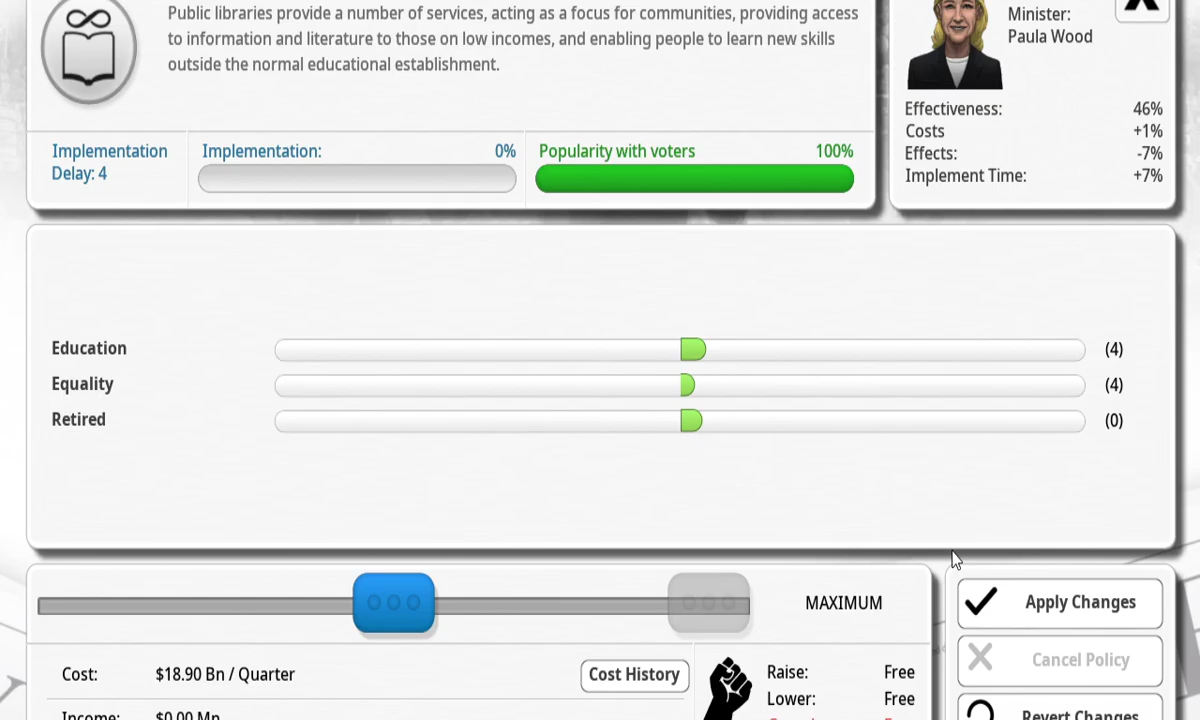 Public libraries provide a number of services, acting as a focus for communities, providing access
to information and literature to those on low incomes, and enabling people to learn new skills
outside the normal educational establishment.
Minister:
Paula Wood
Effectiveness: 46%
Costs +1%
Effects: -7%
Implement Time: +7%
Implementation
Delay: 4
Implementation: 0%
Popularity with voters 100%
Education (4)
Equality (4)
Retired (0)
MAXIMUM
Apply Changes
Cancel Policy
Revert Changes
Cost: $18.90 Bn / Quarter
Cost History
Raise: Free
Lower: Free
Income: $0.00 Mn